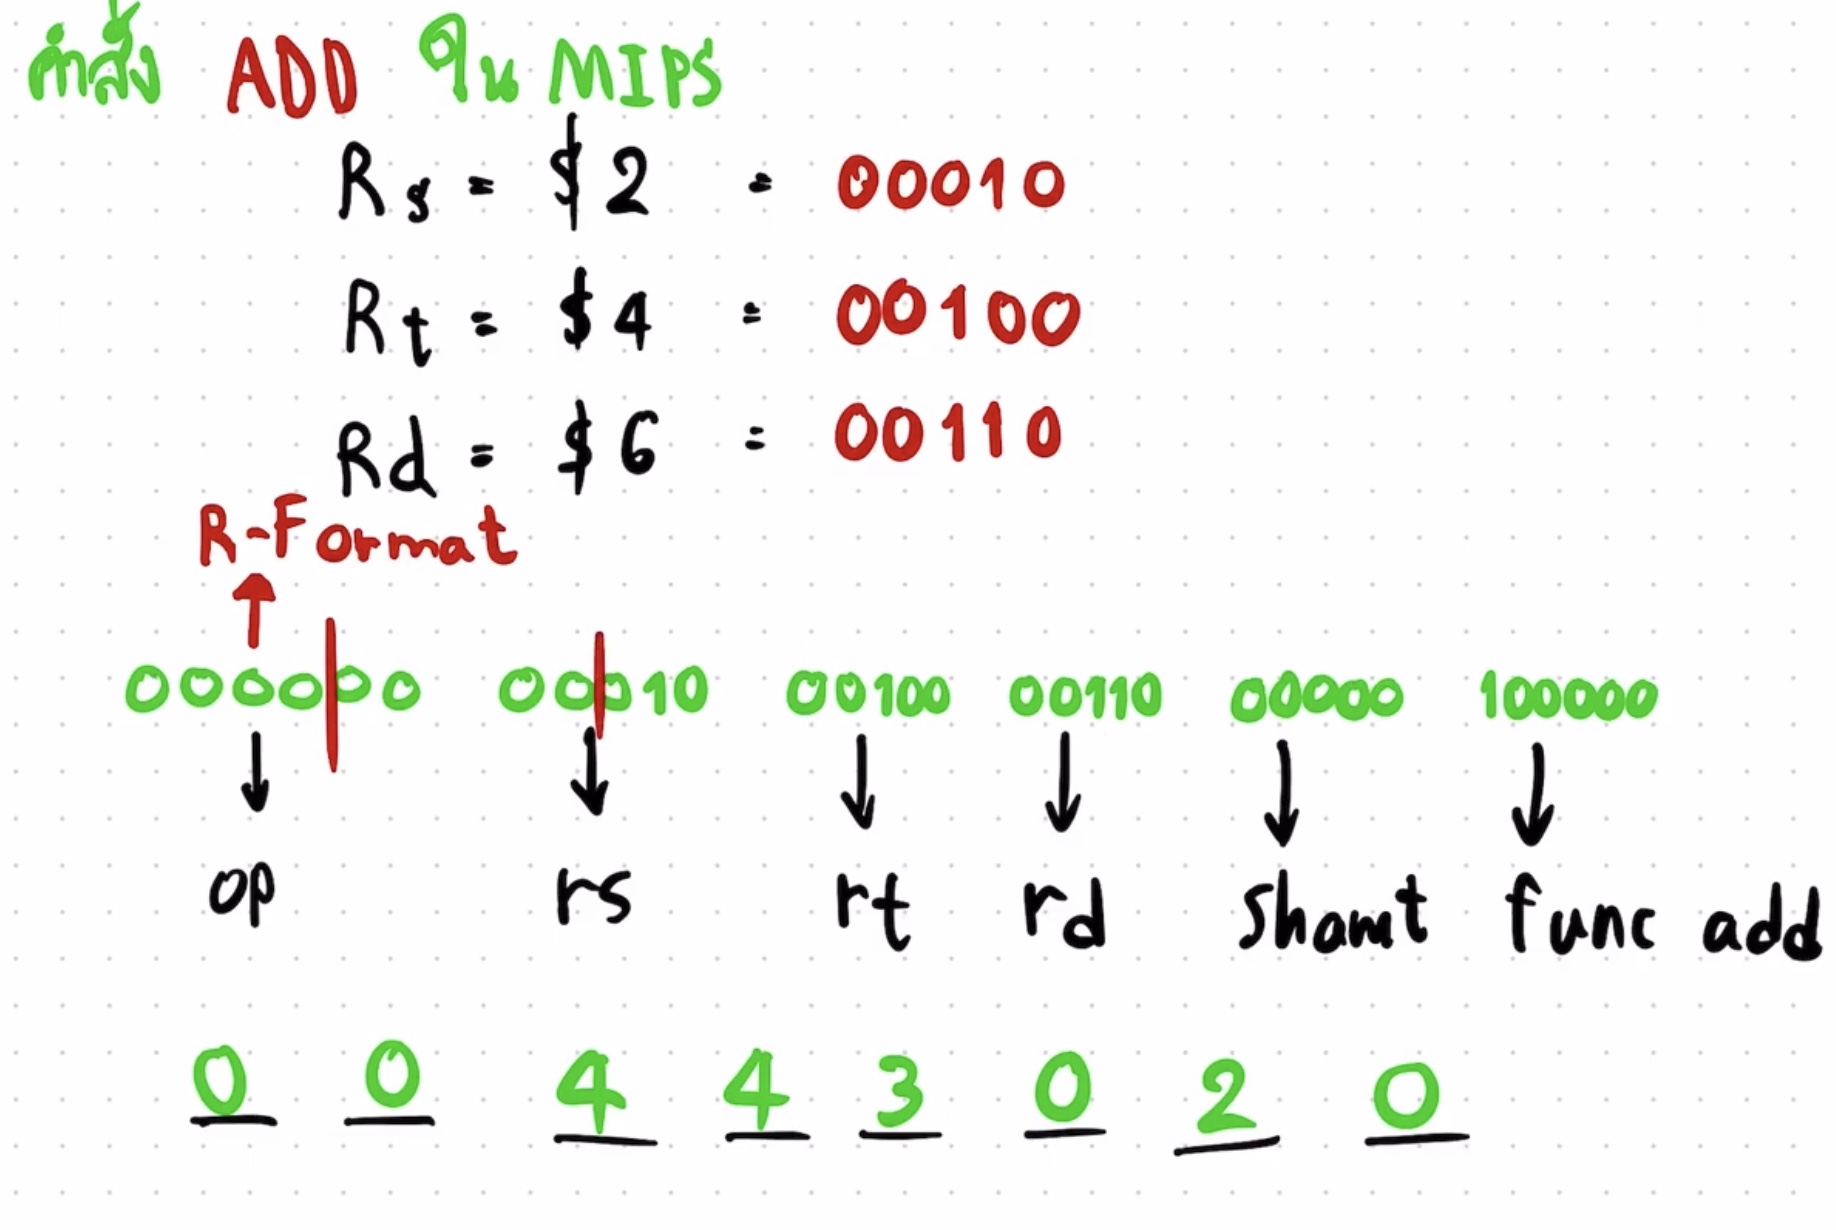 คำสั่ง ADD ใน MIPS
Rs = $2 = 00010
Rt = $4 = 00100
Rd = $6 = 00110
R-Format
000000 00010 00100 00110 00000 100000
op rs rt rd shamt func add
0 0 4 4 3 0 2 0